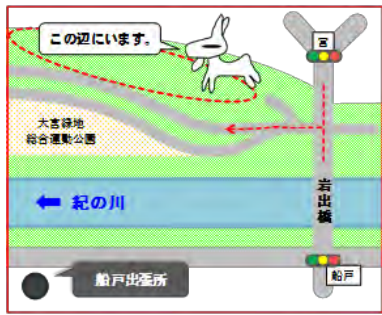 この辺にいます。
宮
大宮緑地
総合運動公園
紀の川
岩出橋
船戸出張所
船戸